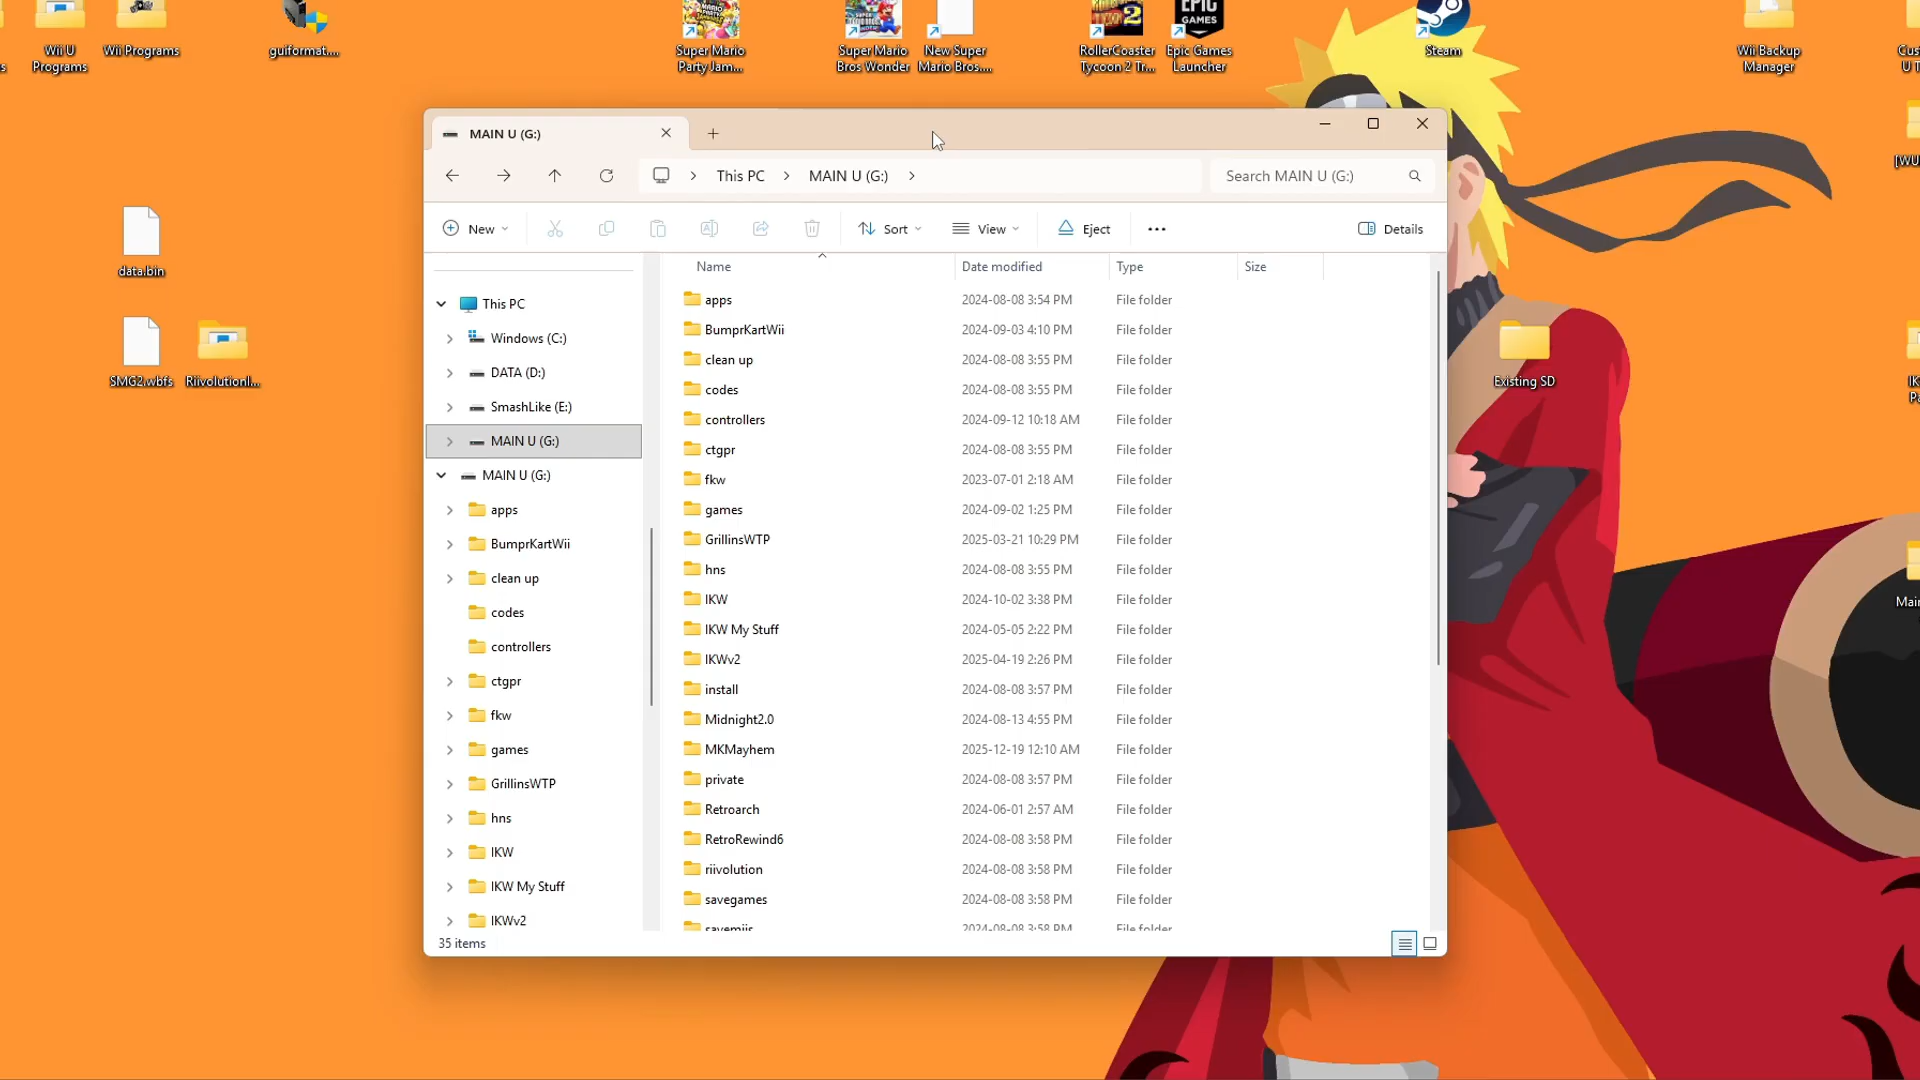 Wii U
Programs
Wii Programs
guiformat....
Super Mario
Party Jam...
Super Mario
Bros Wonder
New Super
Mario Bros....
RollerCoaster
Tycoon 2 Tr...
EPIC
GAMES
Epic Games
Launcher
Steam
Wii Backup
Manager
data.bin
SMG2.wbfs
Riivolutionl...
Existing SD
MAIN U (G:)
This PC
MAIN U (G:)
Search MAIN U (G:)
New
Sort
View
Eject
Details
This PC
Windows (C:)
DATA (D:)
SmashLike (E:)
MAIN U (G:)
MAIN U (G:)
apps
BumprKartWii
clean up
codes
controllers
ctgpr
fkw
games
GrillinsWTP
hns
IKW
IKW My Stuff
IKWv2
Name Date modified Type Size
apps 2024-08-08 3:54 PM File folder
BumprKartWii 2024-09-03 4:10 PM File folder
clean up 2024-08-08 3:55 PM File folder
codes 2024-08-08 3:55 PM File folder
controllers 2024-09-12 10:18 AM File folder
ctgpr 2024-08-08 3:55 PM File folder
fkw 2023-07-01 2:18 AM File folder
games 2024-09-02 1:25 PM File folder
GrillinsWTP 2025-03-21 10:29 PM File folder
hns 2024-08-08 3:55 PM File folder
IKW 2024-10-02 3:38 PM File folder
IKW My Stuff 2024-05-05 2:22 PM File folder
IKWv2 2025-04-19 2:26 PM File folder
install 2024-08-08 3:57 PM File folder
Midnight2.0 2024-08-13 4:55 PM File folder
MKMayhem 2025-12-19 12:10 AM File folder
private 2024-08-08 3:57 PM File folder
Retroarch 2024-06-01 2:57 AM File folder
RetroRewind6 2024-08-08 3:58 PM File folder
riivolution 2024-08-08 3:58 PM File folder
savegames 2024-08-08 3:58 PM File folder
savemiis 2024-08-08 3:58 PM File folder
35 items